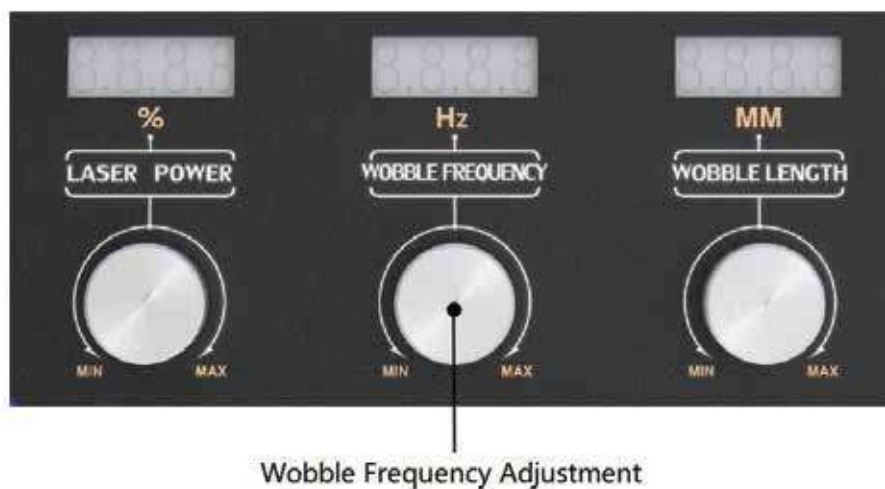 % Hz MM
LASER POWER WOBBLE FREQUENCY WOBBLE LENGTH
MIN MAX MIN MAX MIN MAX
Wobble Frequency Adjustment